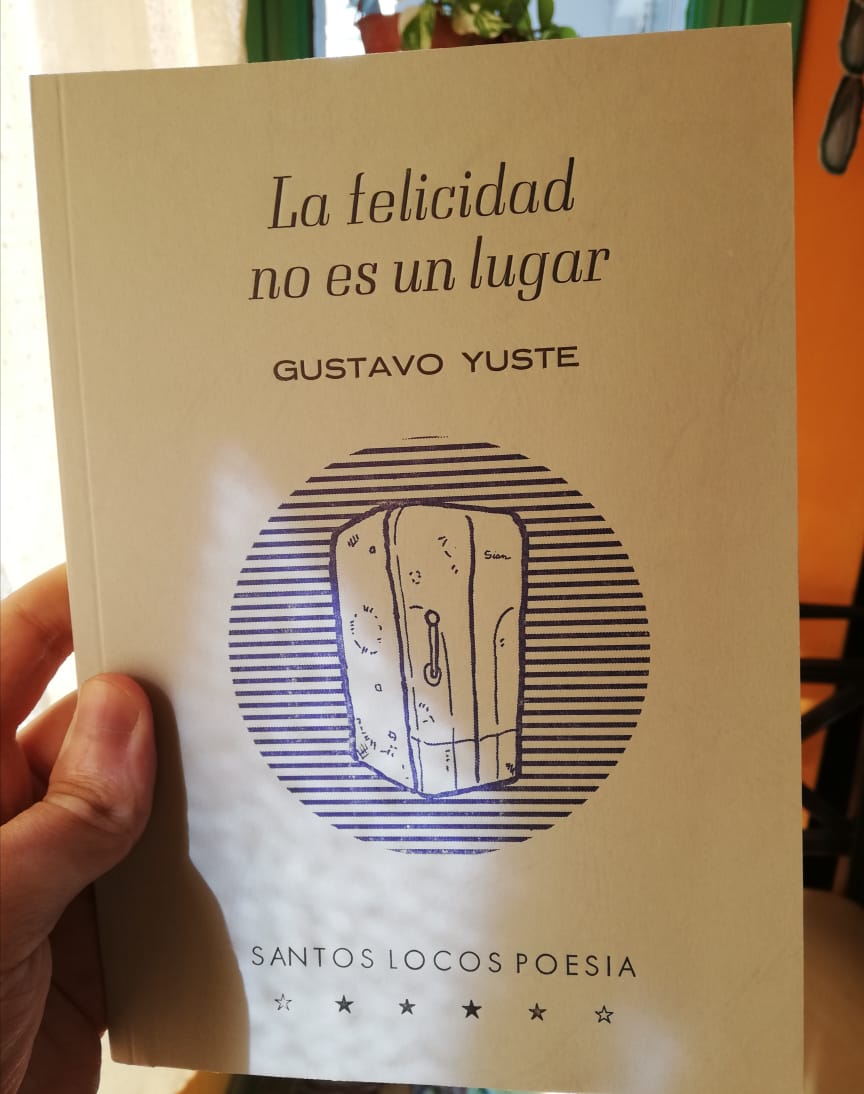 La felicidad
no es un lugar
GUSTAVO YUSTE
SANTOS LOCOS POESIA